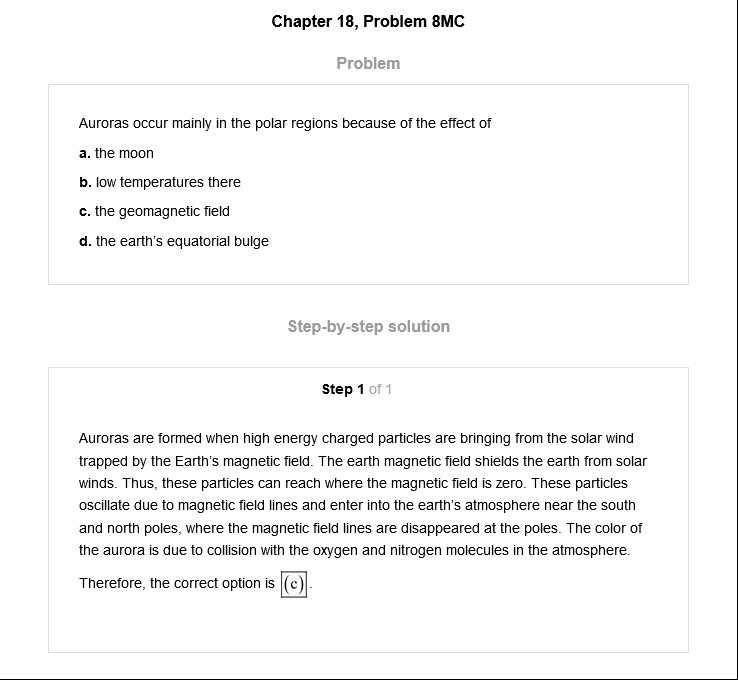 Chapter 18, Problem 8MC
Problem
Auroras occur mainly in the polar regions because of the effect of
a. the moon
b. low temperatures there
c. the geomagnetic field
d. the earth's equatorial bulge
Step-by-step solution
Step 1 of 1
Auroras are formed when high energy charged particles are bringing from the solar wind
trapped by the Earth's magnetic field. The earth magnetic field shields the earth from solar
winds. Thus, these particles can reach where the magnetic field is zero. These particles
oscillate due to magnetic field lines and enter into the earth's atmosphere near the south
and north poles, where the magnetic field lines are disappeared at the poles. The color of
the aurora is due to collision with the oxygen and nitrogen molecules in the atmosphere.
Therefore, the correct option is (c).